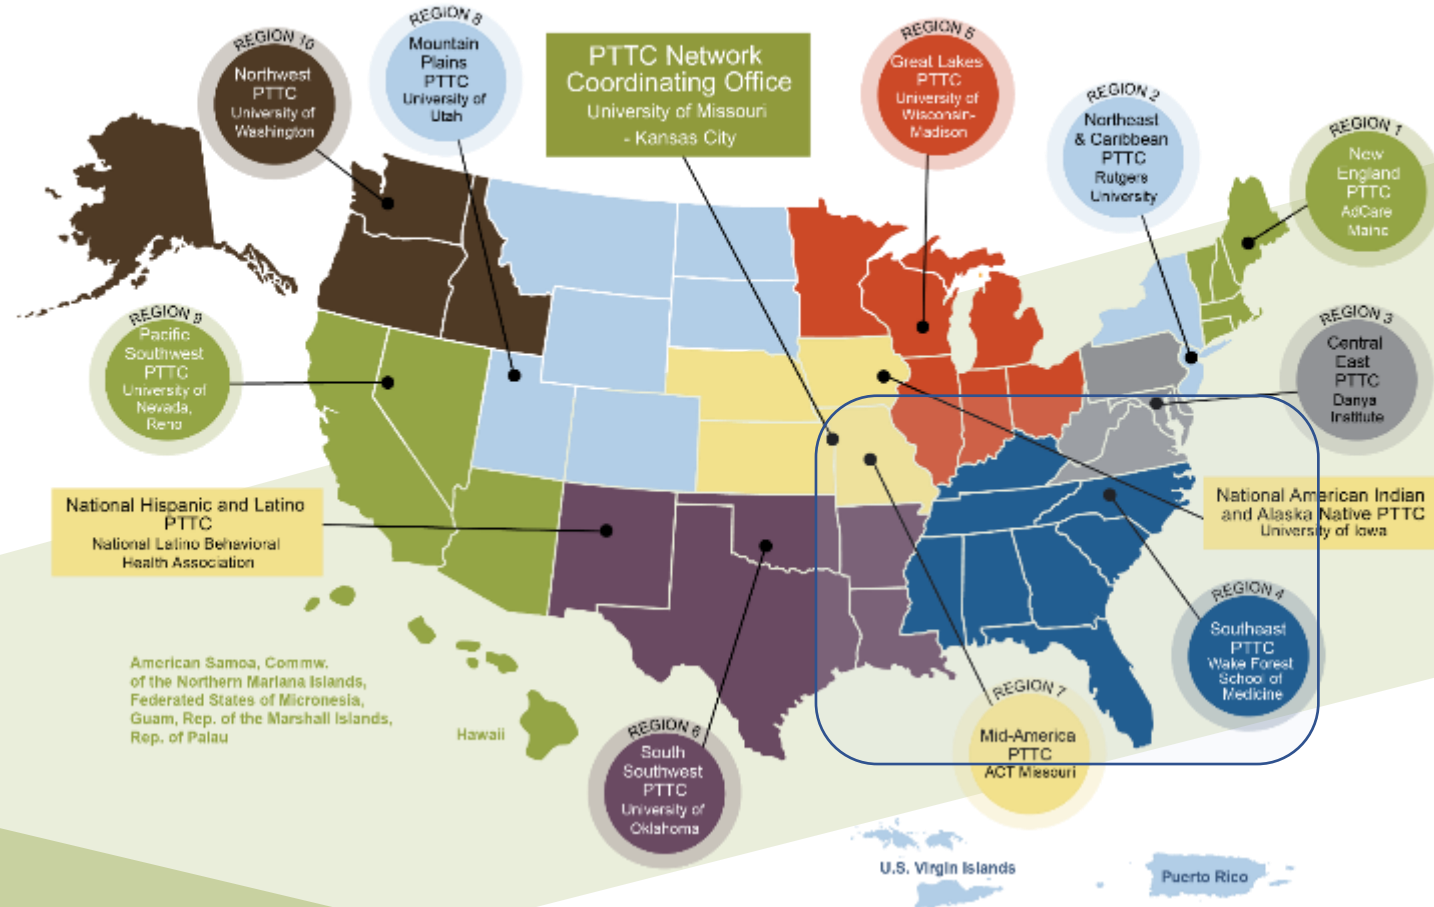 REGION 10
Northwest
PTTC
University of
Washington
REGION 8
Mountain
Plains
PTTC
University of
Utah
PTTC Network
Coordinating Office
University of Missouri
- Kansas City
REGION 5
Great Lakes
PTTC
University of
Wisconsin-
Madison
REGION 2
Northeast
& Caribbean
PTTC
Rutgers
University
REGION 1
New
England
PTTC
AdCare
Maine
REGION 9
Pacific
Southwest
PTTC
University of
Nevada,
Reno
REGION 3
Central
East
PTTC
Danya
Institute
National Hispanic and Latino
PTTC
National Latino Behavioral
Health Association
National American Indian
and Alaska Native PTTC
University of Iowa
REGION 4
Southeast
PTTC
Wake Forest
School of
Medicine
American Samoa, Commw.
of the Northern Mariana Islands,
Federated States of Micronesia,
Guam, Rep. of the Marshall Islands,
Rep. of Palau
Hawaii
REGION 6
South
Southwest
PTTC
University of
Oklahoma
REGION 7
Mid-America
PTTC
ACT Missouri
U.S. Virgin Islands
Puerto Rico